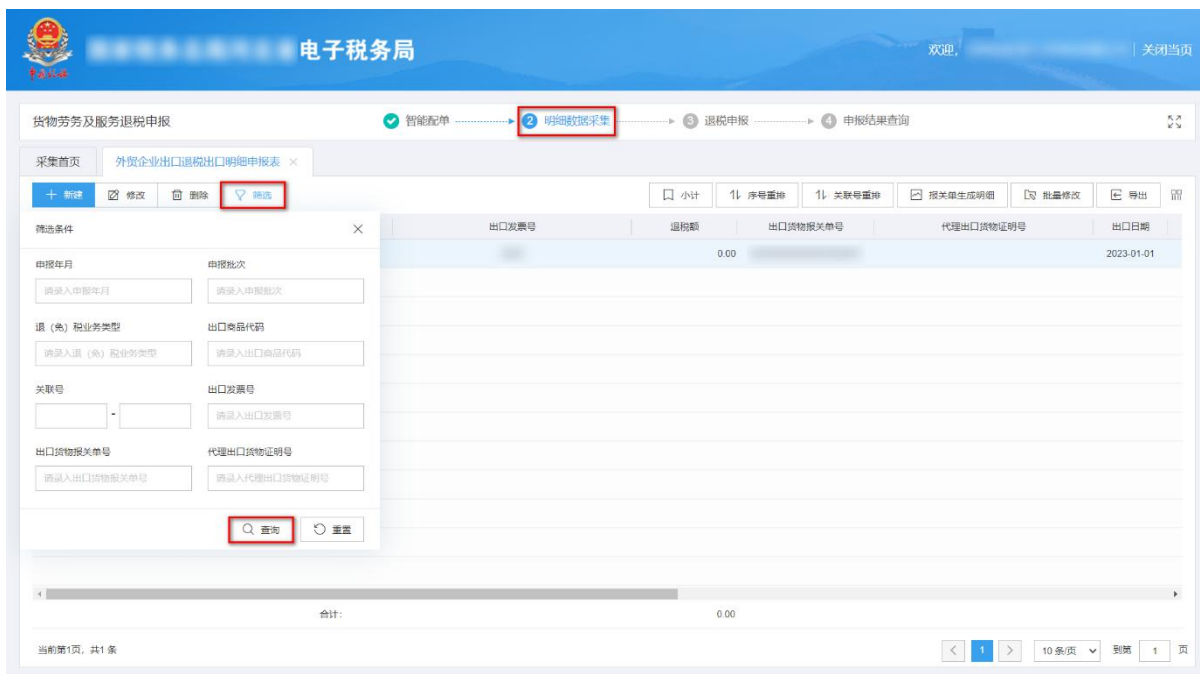 电子税务局
欢迎,
关闭当页
货物劳务及服务退税申报
智能配单
2 明细数据采集
3 退税申报
4 申报结果查询
采集首页
外贸企业出口退税出口明细申报表 ×
新建
修改
删除
筛选
小计
序号重排
关联号重排
报关单生成明细
批量修改
导出
筛选条件
出口发票号
退税额
出口货物报关单号
代理出口货物证明号
出口日期
0.00
2023-01-01
申报年月
申报批次
请录入申报年月
请录入申报批次
退（免）税业务类型
出口商品代码
请录入退（免）税业务类型
请录入出口商品代码
关联号
出口发票号
-
请录入出口发票号
出口货物报关单号
代理出口货物证明号
请录入出口货物报关单号
请录入代理出口货物证明号
查询
重置
合计:
0.00
当前第1页，共1 条
1
10 条/页
到第 1 页